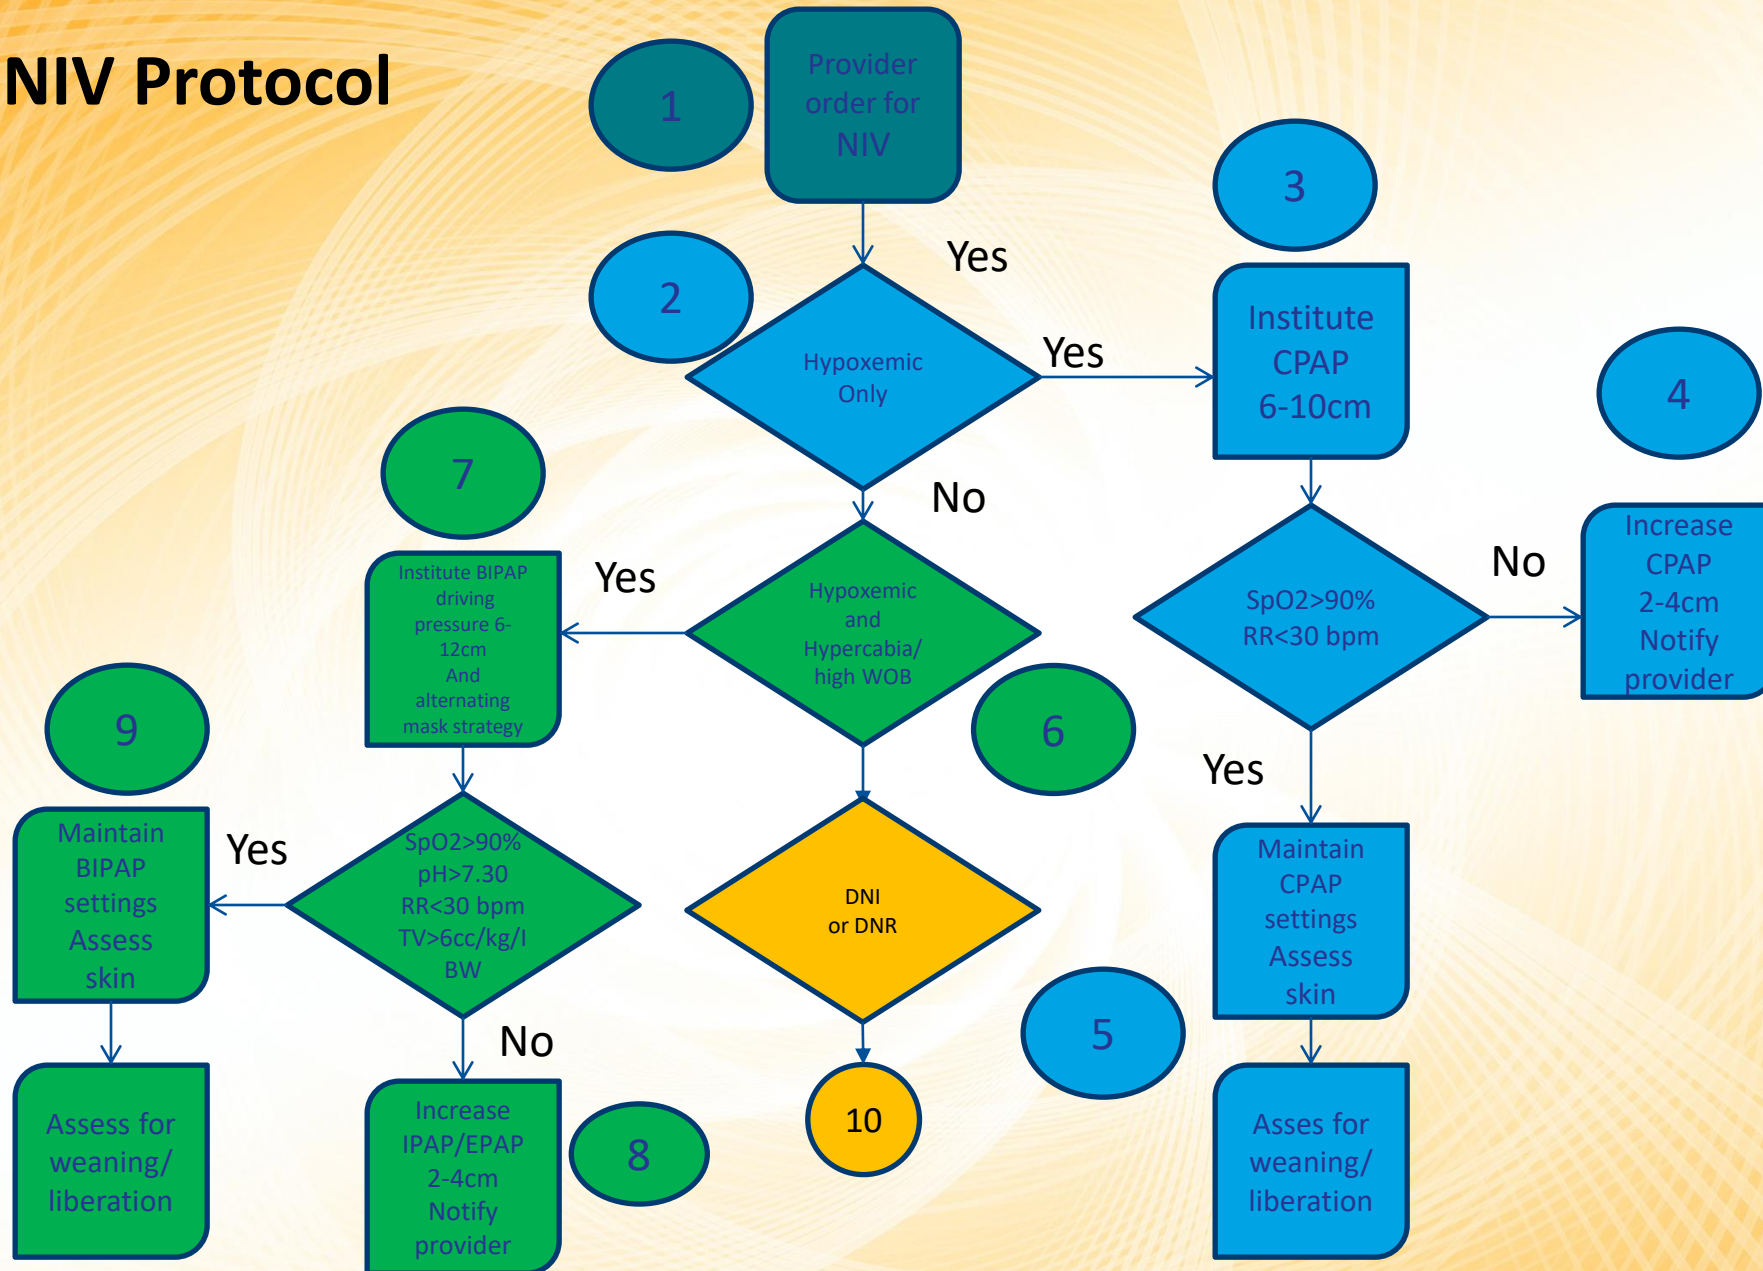 NIV Protocol
1
Provider
order for
NIV
2
Yes
Hypoxemic
Only
Yes
3
Institute
CPAP
6-10cm
4
Increase
CPAP
2-4cm
Notify
provider
No
SpO2>90%
RR<30 bpm
No
7
Institute BIPAP
driving
pressure 6-
12cm
And
alternating
mask strategy
Yes
Hypoxemic
and
Hypercabia/
high WOB
6
9
Maintain
BIPAP
settings
Assess
skin
Yes
SpO2>90%
pH>7.30
RR<30 bpm
TV>6cc/kg/I
BW
DNI
or DNR
Yes
Maintain
CPAP
settings
Assess
skin
5
No
Assess for
weaning/
liberation
Increase
IPAP/EPAP
2-4cm
Notify
provider
8
10
Asses for
weaning/
liberation